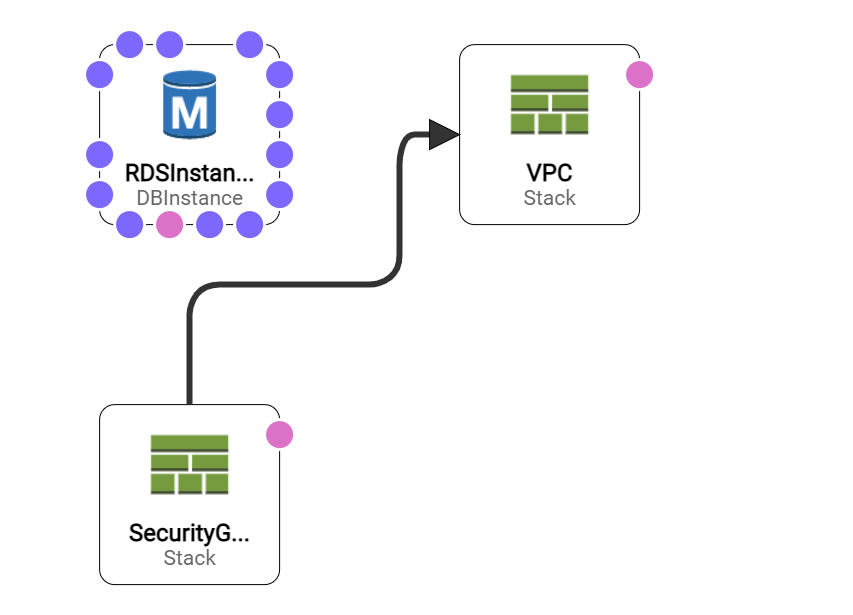 M
RDSInstan...
DBInstance
VPC
Stack
SecurityG...
Stack